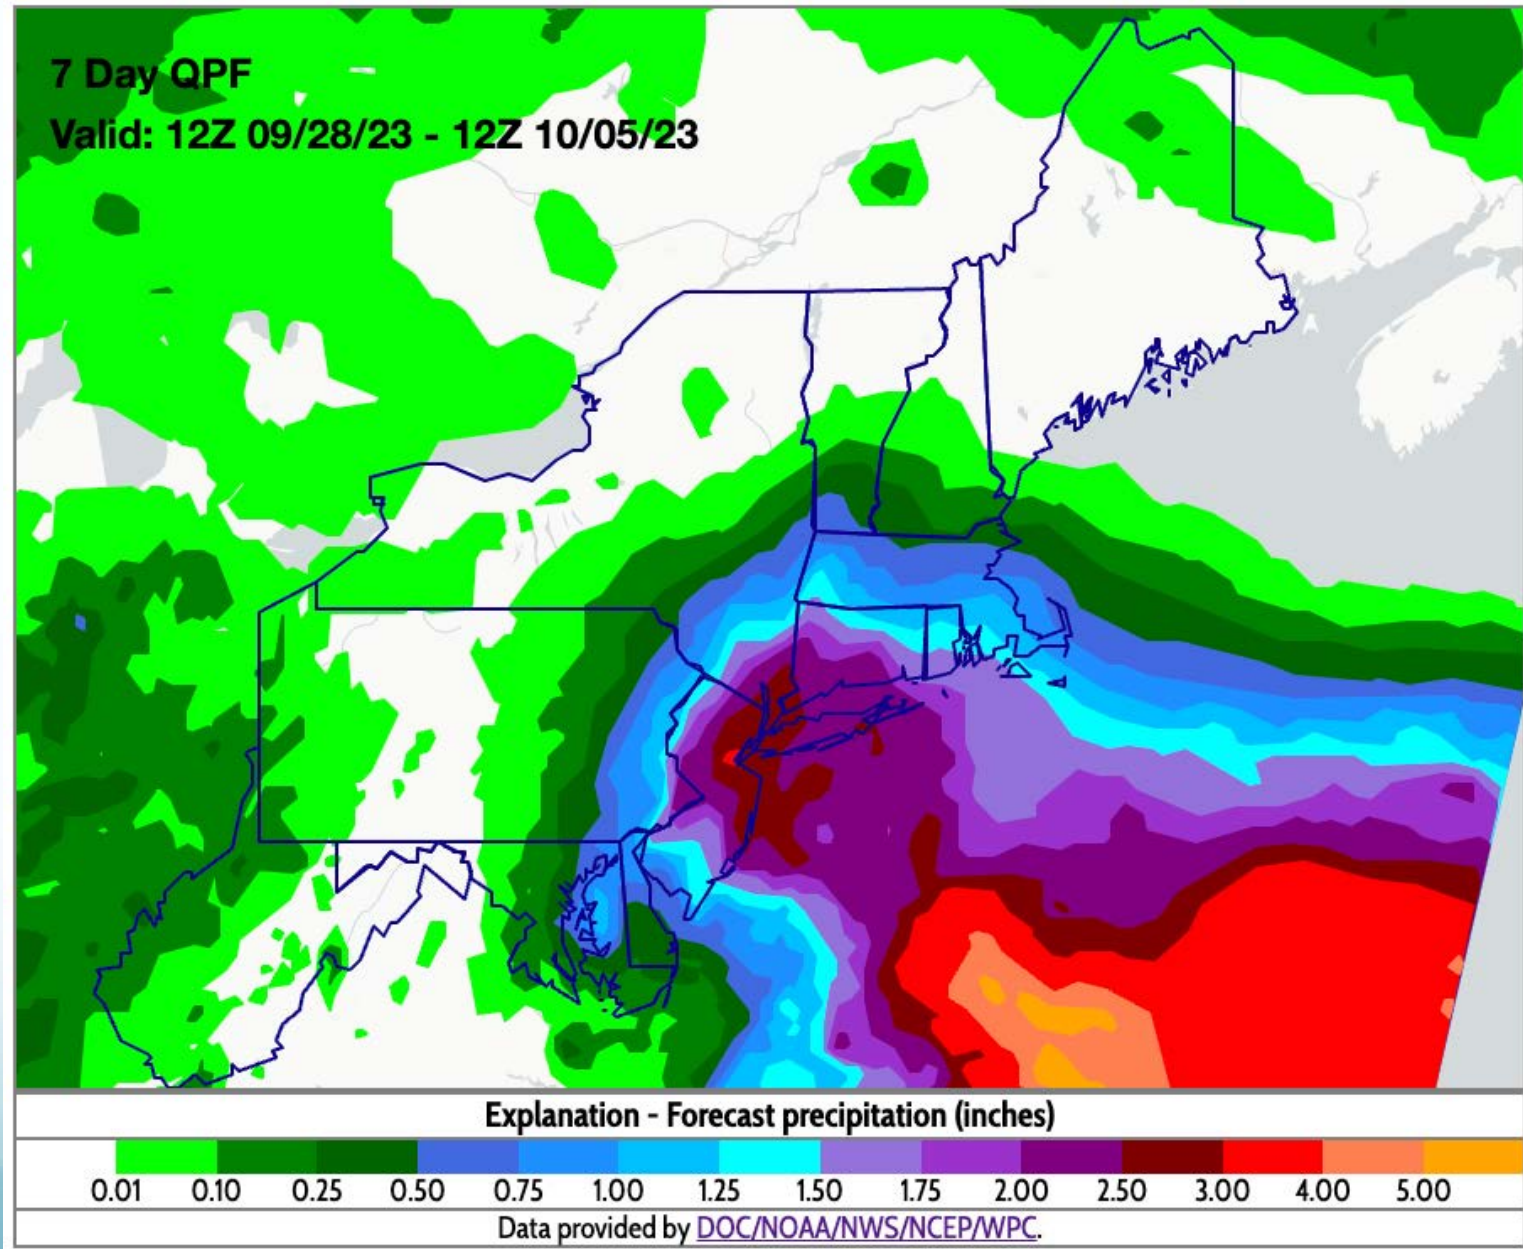 7 Day QPF
Valid: 12Z 09/28/23 - 12Z 10/05/23
Explanation - Forecast precipitation (inches)
0.01 0.10 0.25 0.50 0.75 1.00 1.25 1.50 1.75 2.00 2.50 3.00 4.00 5.00
Data provided by DOC/NOAA/NWS/NCEP/WPC.